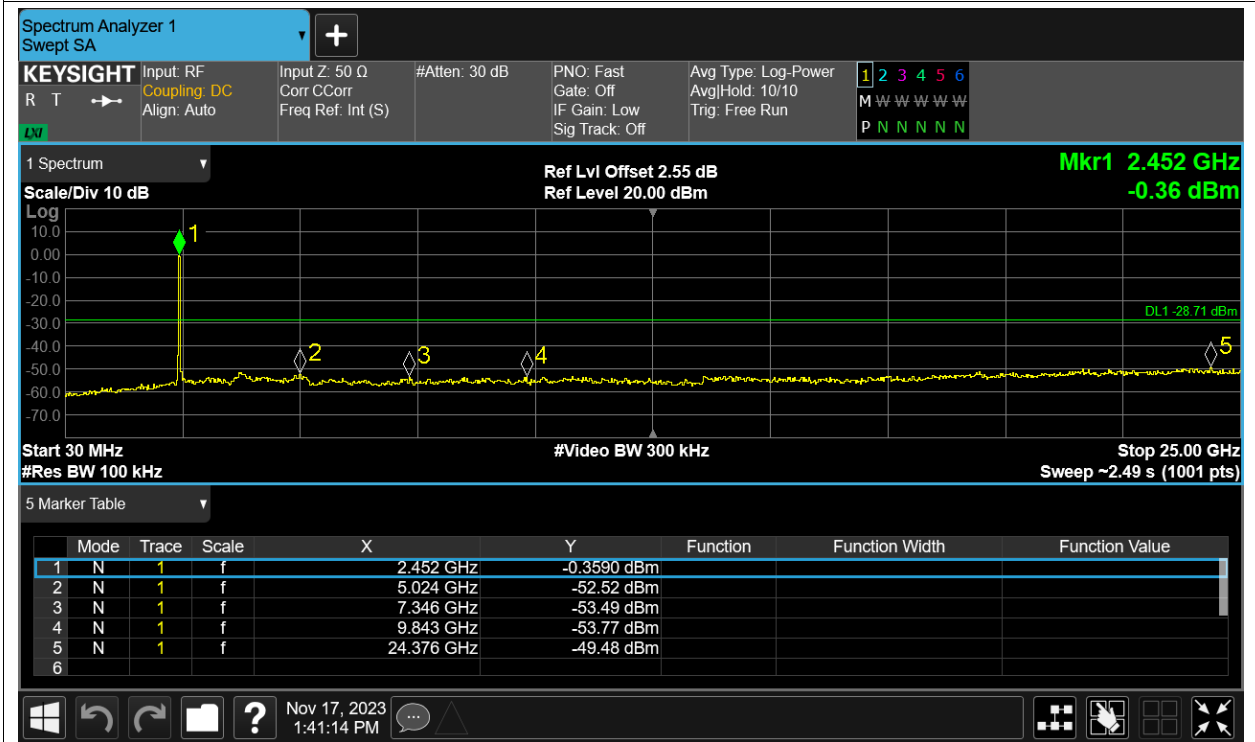 Spectrum Analyzer 1
Swept SA
+
KEYSIGHT Input: RF Input Z: 50 Ω #Atten: 30 dB PNO: Fast Avg Type: Log-Power 1 2 3 4 5 6
R T Coupling: DC Corr CCorr Gate: Off Avg|Hold: 10/10 M W W W W W
Align: Auto Freq Ref: Int (S) IF Gain: Low Trig: Free Run
LXI Sig Track: Off P N N N N N
1 Spectrum Ref Lvl Offset 2.55 dB Mkr1 2.452 GHz
Scale/Div 10 dB Ref Level 20.00 dBm -0.36 dBm
Log
10.0 1
0.00
-10.0
-20.0
DL1 -28.71 dBm
-30.0
-40.0 2 3 4 5
-50.0
-60.0
-70.0
Start 30 MHz #Video BW 300 kHz Stop 25.00 GHz
#Res BW 100 kHz Sweep ~2.49 s (1001 pts)
5 Marker Table
Mode Trace Scale X Y Function Function Width Function Value
1 N 1 f 2.452 GHz -0.3590 dBm
2 N 1 f 5.024 GHz -52.52 dBm
3 N 1 f 7.346 GHz -53.49 dBm
4 N 1 f 9.843 GHz -53.77 dBm
5 N 1 f 24.376 GHz -49.48 dBm
6
? Nov 17, 2023
1:41:14 PM